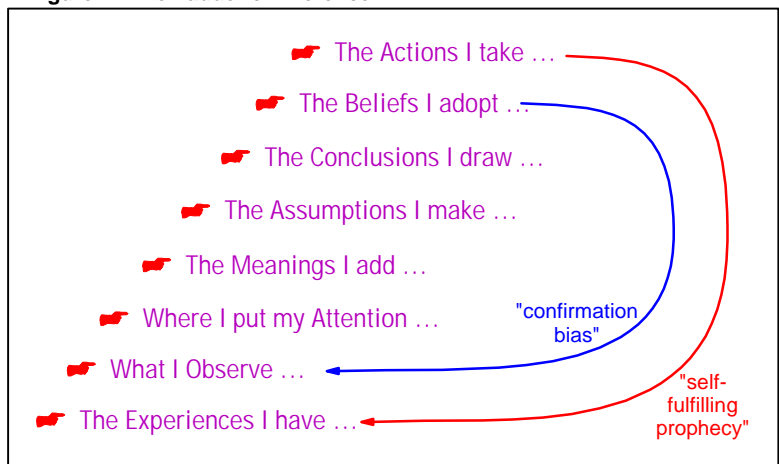 The Actions I take …
The Beliefs I adopt …
The Conclusions I draw …
The Assumptions I make …
The Meanings I add …
Where I put my Attention …
What I Observe …
The Experiences I have …
"confirmation
bias"
"self-
fulfilling
prophecy"